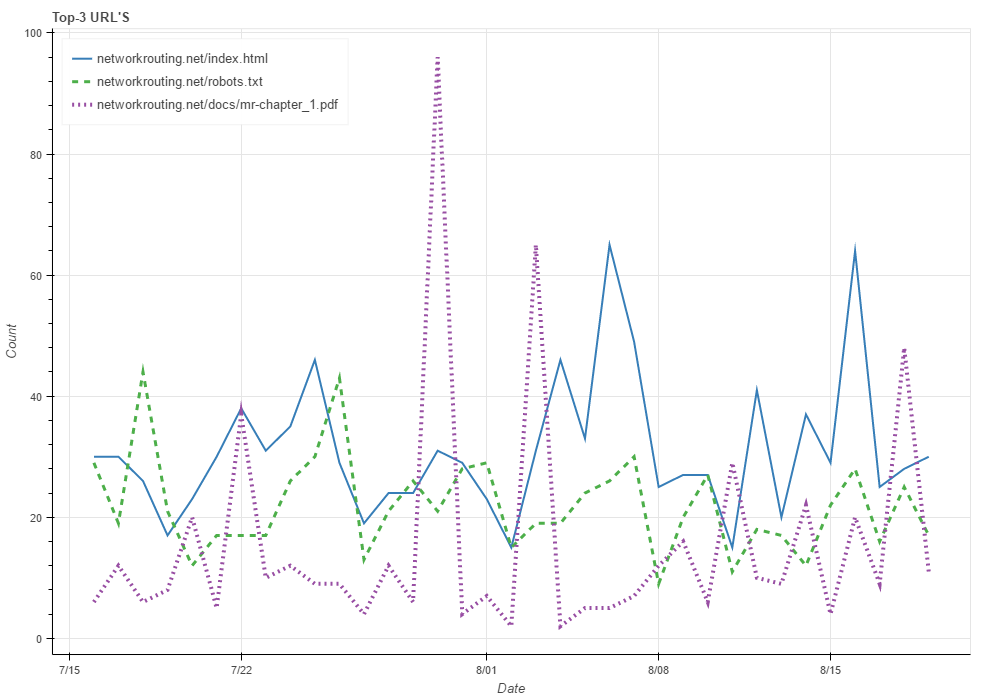 Top-3 URL'S
networkrouting.net/index.html
networkrouting.net/robots.txt
networkrouting.net/docs/mr-chapter_1.pdf
Count
100
80
60
40
20
0
7/15 7/22 8/01 8/08 8/15
Date